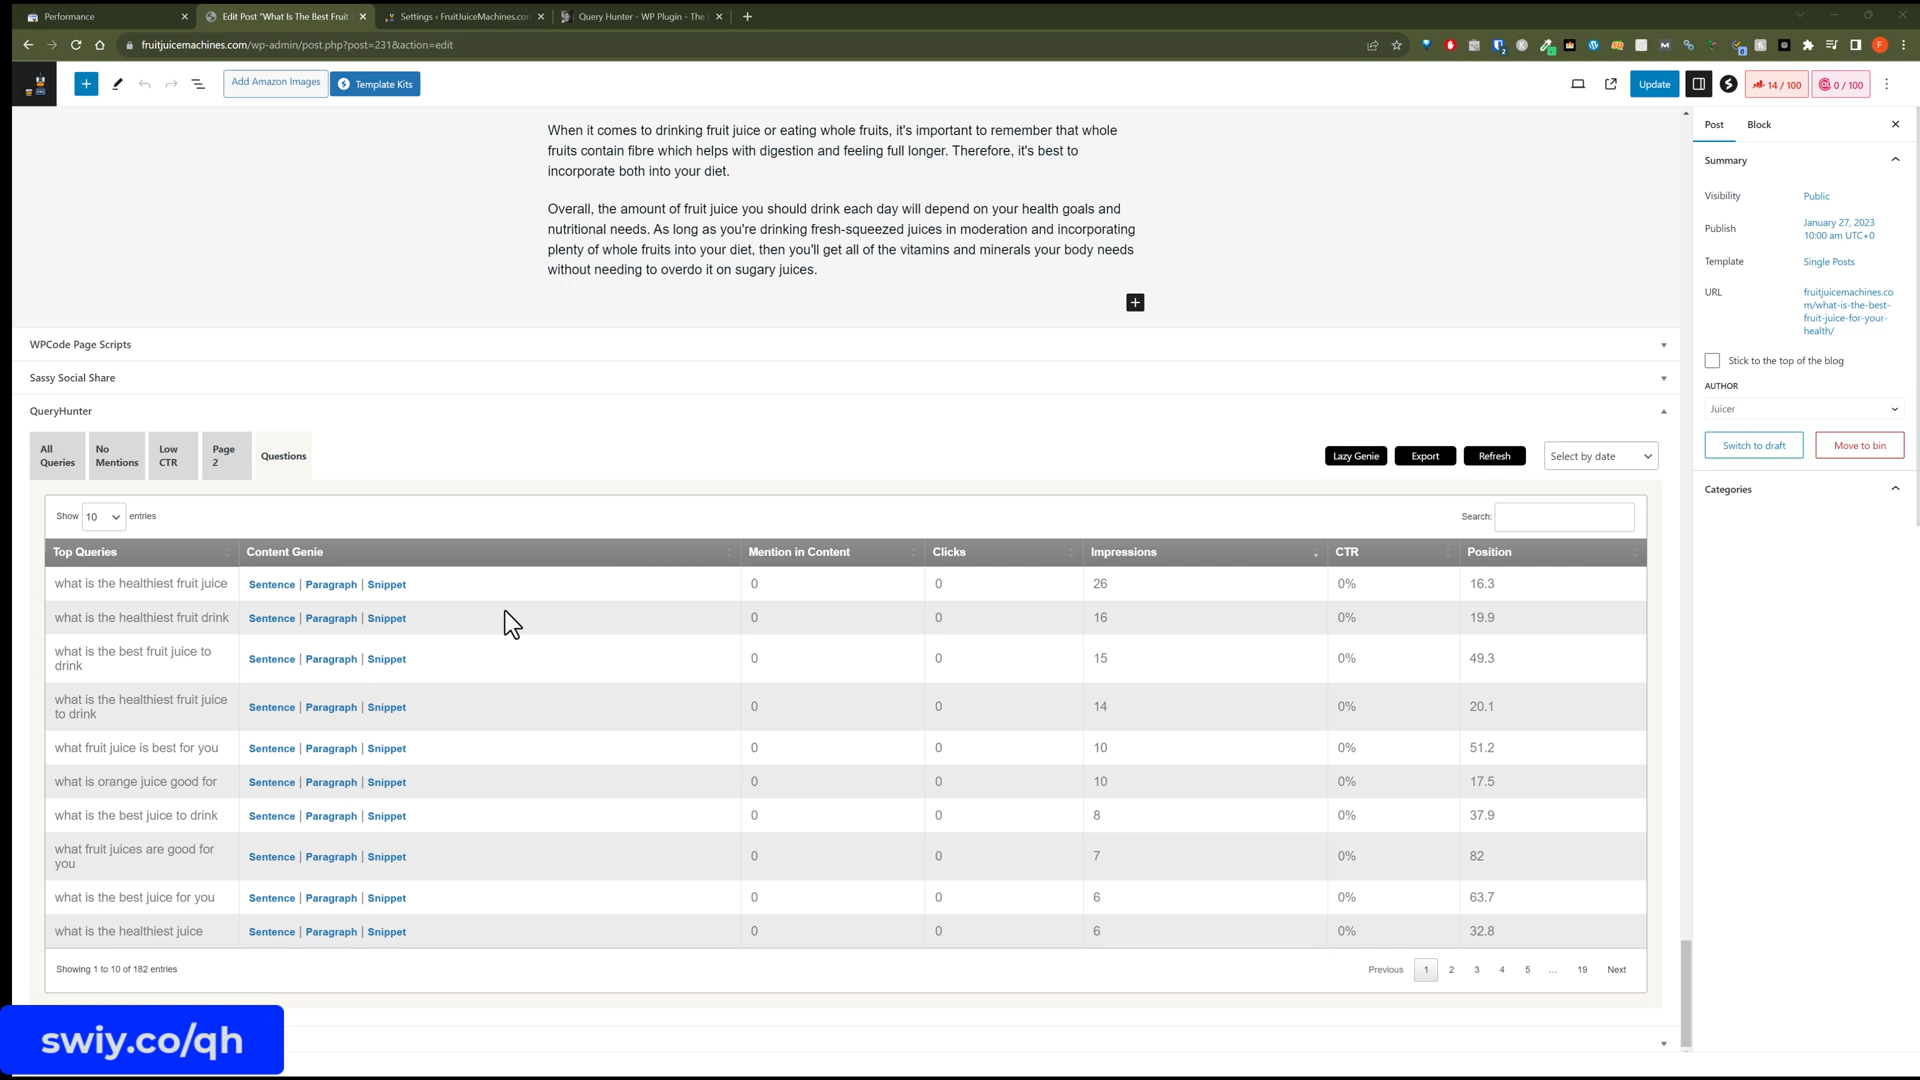 Performance
Edit Post "What Is The Best Fruit
Settings ‹ FruitJuiceMachines.com
Query Hunter - WP Plugin - The
fruitjuicemachines.com/wp-admin/post.php?post=231&action=edit
Add Amazon Images
Template Kits
Update
14 / 100
0 / 100
When it comes to drinking fruit juice or eating whole fruits, it's important to remember that whole
fruits contain fibre which helps with digestion and feeling full longer. Therefore, it's best to
incorporate both into your diet.
Overall, the amount of fruit juice you should drink each day will depend on your health goals and
nutritional needs. As long as you're drinking fresh-squeezed juices in moderation and incorporating
plenty of whole fruits into your diet, then you'll get all of the vitamins and minerals your body needs
without needing to overdo it on sugary juices.
Post Block
Summary
Visibility Public
Publish January 27, 2023
10:00 am UTC+0
Template Single Posts
URL fruitjuicemachines.co
m/what-is-the-best-
fruit-juice-for-your-
health/
Stick to the top of the blog
AUTHOR
Juicer
Switch to draft Move to bin
Categories
WPCode Page Scripts
Sassy Social Share
QueryHunter
All
Queries
No
Mentions
Low
CTR
Page
2
Questions
Lazy Genie Export Refresh Select by date
Show 10 entries
Search:
Top Queries Content Genie Mention in Content Clicks Impressions CTR Position
what is the healthiest fruit juice Sentence | Paragraph | Snippet 0 0 26 0% 16.3
what is the healthiest fruit drink Sentence | Paragraph | Snippet 0 0 16 0% 19.9
what is the best fruit juice to
drink Sentence | Paragraph | Snippet 0 0 15 0% 49.3
what is the healthiest fruit juice
to drink Sentence | Paragraph | Snippet 0 0 14 0% 20.1
what fruit juice is best for you Sentence | Paragraph | Snippet 0 0 10 0% 51.2
what is orange juice good for Sentence | Paragraph | Snippet 0 0 10 0% 17.5
what is the best juice to drink Sentence | Paragraph | Snippet 0 0 8 0% 37.9
what fruit juices are good for
you Sentence | Paragraph | Snippet 0 0 7 0% 82
what is the best juice for you Sentence | Paragraph | Snippet 0 0 6 0% 63.7
what is the healthiest juice Sentence | Paragraph | Snippet 0 0 6 0% 32.8
Showing 1 to 10 of 182 entries
Previous 1 2 3 4 5 … 19 Next
swiy.co/qh